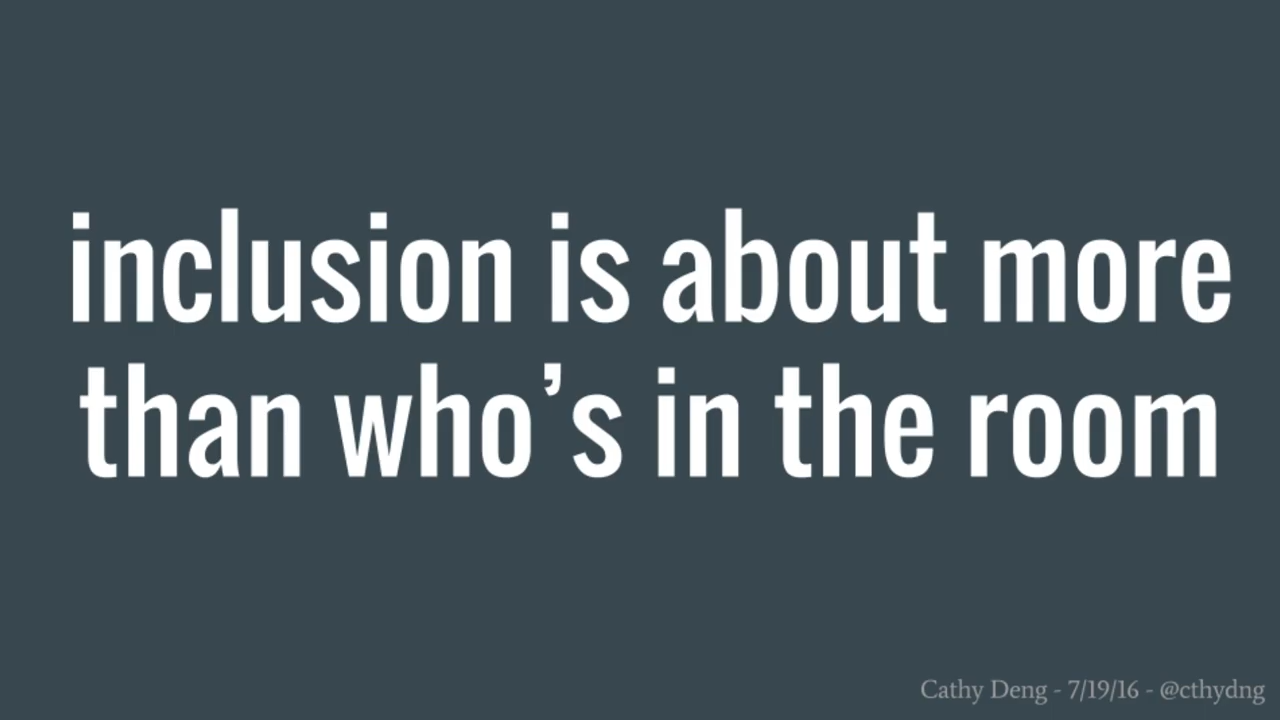 inclusion is about more
than who’s in the room
Cathy Deng - 7/19/16 - @cthydng